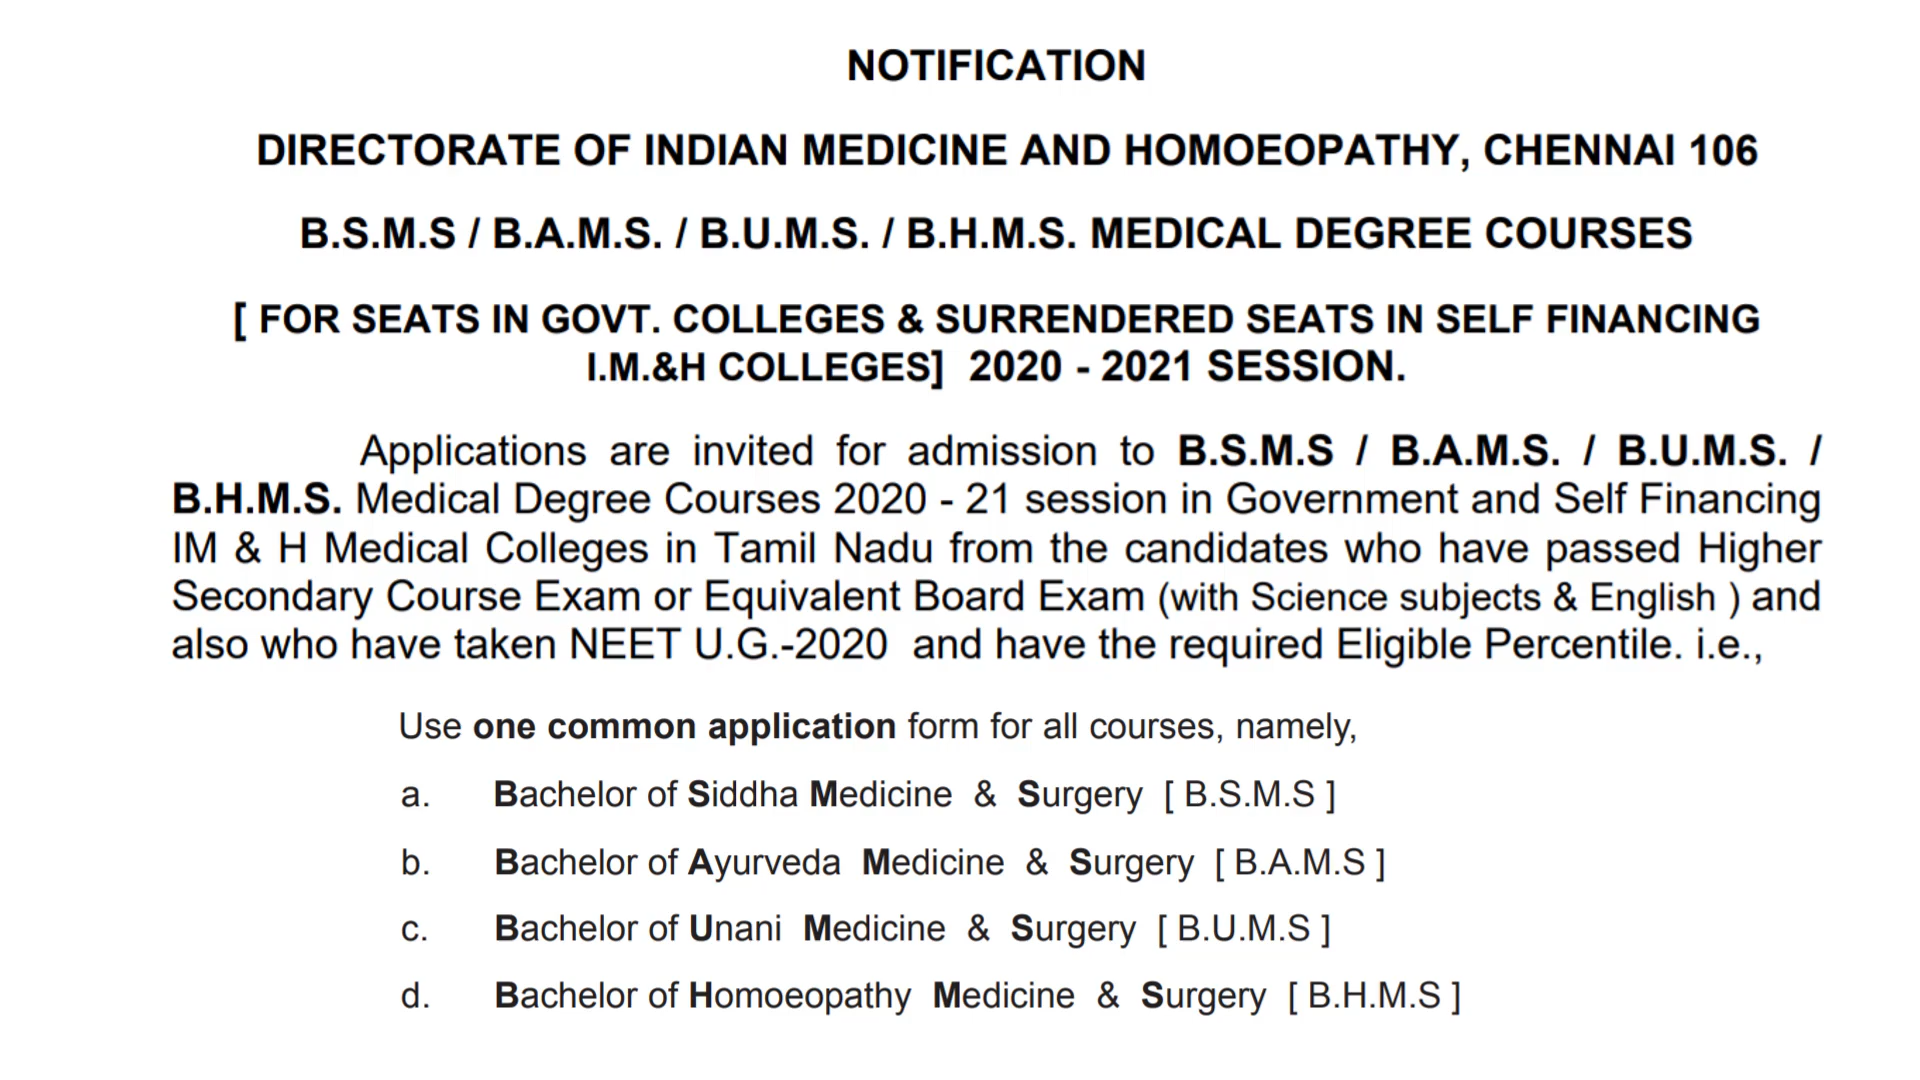 NOTIFICATION
DIRECTORATE OF INDIAN MEDICINE AND HOMOEOPATHY, CHENNAI 106
B.S.M.S / B.A.M.S. / B.U.M.S. / B.H.M.S. MEDICAL DEGREE COURSES
[ FOR SEATS IN GOVT. COLLEGES & SURRENDERED SEATS IN SELF FINANCING
I.M.&H COLLEGES] 2020 - 2021 SESSION.
Applications are invited for admission to B.S.M.S / B.A.M.S. / B.U.M.S. /
B.H.M.S. Medical Degree Courses 2020 - 21 session in Government and Self Financing
IM & H Medical Colleges in Tamil Nadu from the candidates who have passed Higher
Secondary Course Exam or Equivalent Board Exam (with Science subjects & English ) and
also who have taken NEET U.G.-2020 and have the required Eligible Percentile. i.e.,
Use one common application form for all courses, namely,
a. Bachelor of Siddha Medicine & Surgery [ B.S.M.S ]
b. Bachelor of Ayurveda Medicine & Surgery [ B.A.M.S ]
c. Bachelor of Unani Medicine & Surgery [ B.U.M.S ]
d. Bachelor of Homoeopathy Medicine & Surgery [ B.H.M.S ]